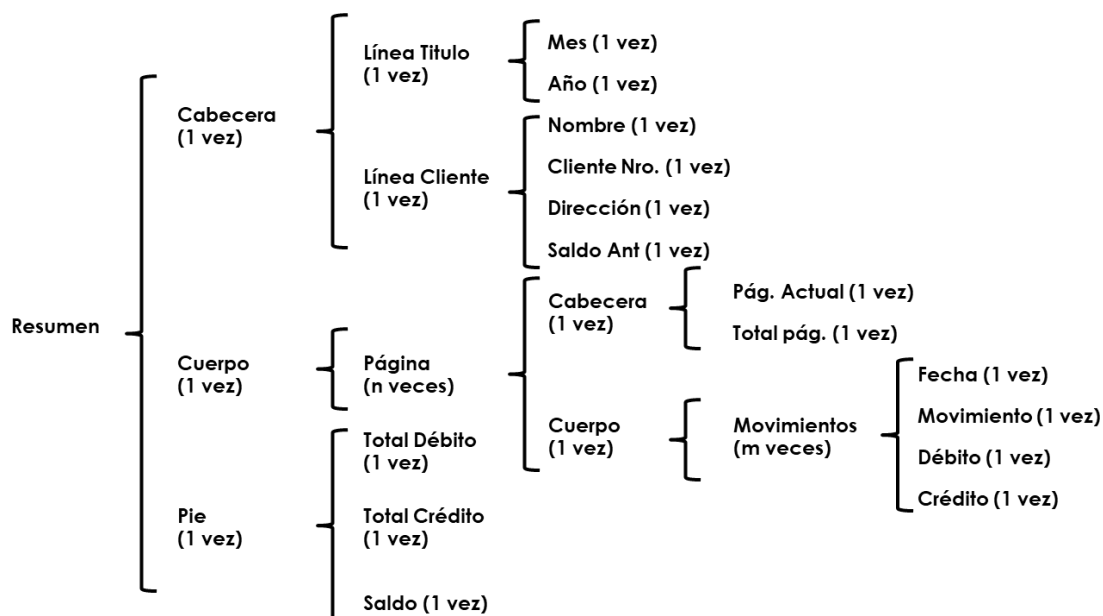 Resumen
Cabecera
(1 vez)
Línea Titulo
(1 vez)
Mes (1 vez)
Año (1 vez)
Línea Cliente
(1 vez)
Nombre (1 vez)
Cliente Nro. (1 vez)
Dirección (1 vez)
Saldo Ant (1 vez)
Cuerpo
(1 vez)
Página
(n veces)
Cabecera
(1 vez)
Pág. Actual (1 vez)
Total pág. (1 vez)
Cuerpo
(1 vez)
Movimientos
(m veces)
Fecha (1 vez)
Movimiento (1 vez)
Débito (1 vez)
Crédito (1 vez)
Pie
(1 vez)
Total Débito
(1 vez)
Total Crédito
(1 vez)
Saldo (1 vez)